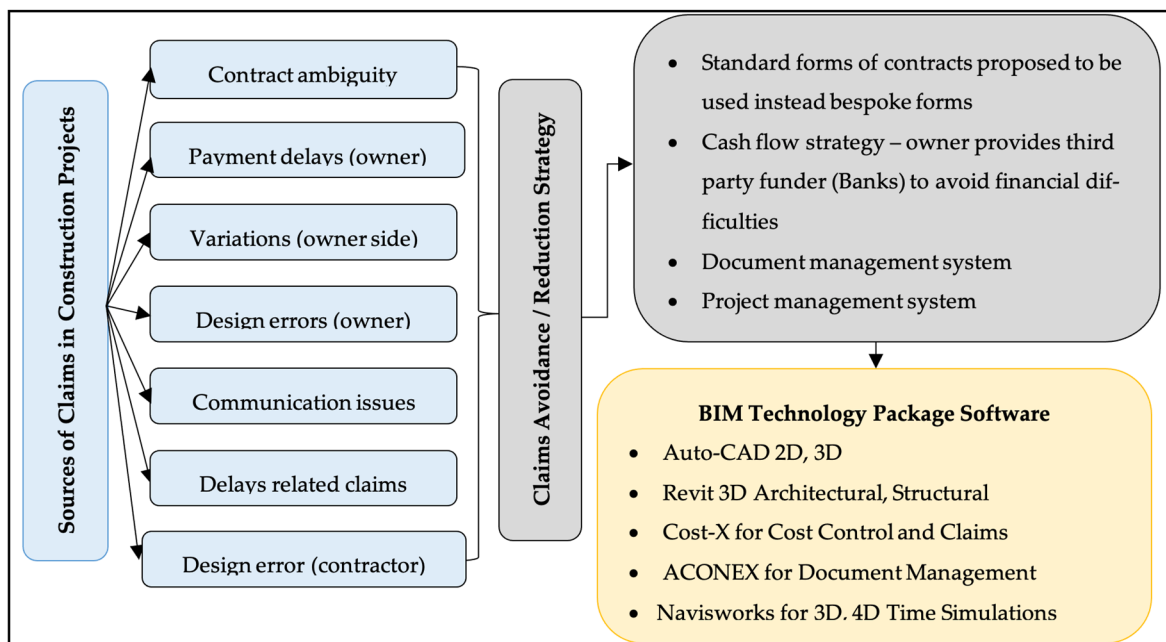 Sources of Claims in Construction Projects
Contract ambiguity
Payment delays (owner)
Variations (owner side)
Design errors (owner)
Communication issues
Delays related claims
Design error (contractor)
Claims Avoidance / Reduction Strategy
• Standard forms of contracts proposed to be
used instead bespoke forms
• Cash flow strategy – owner provides third
party funder (Banks) to avoid financial dif-
ficulties
• Document management system
• Project management system
BIM Technology Package Software
• Auto-CAD 2D, 3D
• Revit 3D Architectural, Structural
• Cost-X for Cost Control and Claims
• ACONEX for Document Management
• Navisworks for 3D, 4D Time Simulations